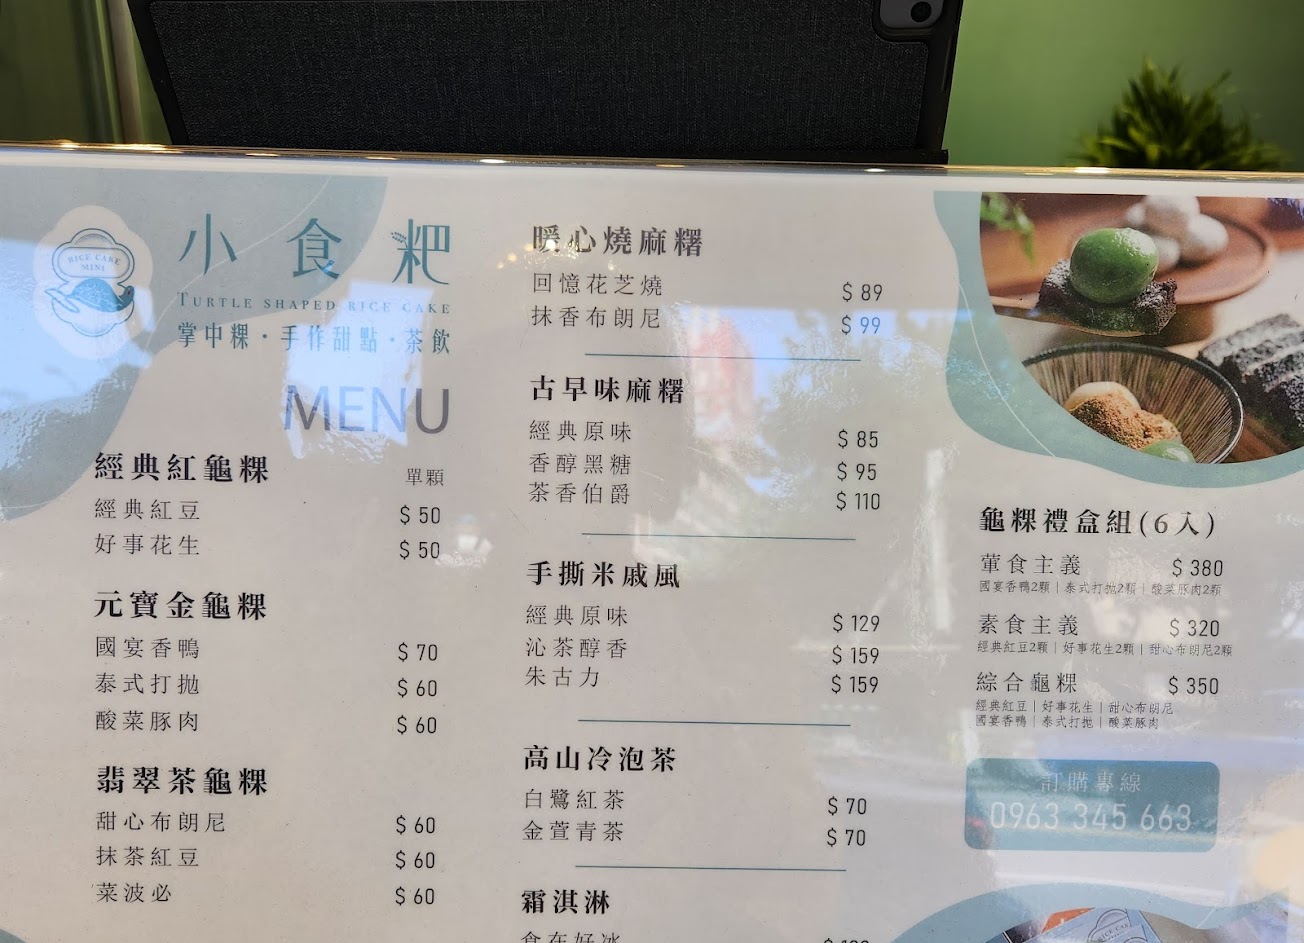 RICE CAKE
MINI
小食粑
TURTLE SHAPED RICE CAKE
掌中粿・手作甜點・茶飲
MENU
經典紅龜粿 單顆
經典紅豆 $50
好事花生 $50
元寶金龜粿
國宴香鴨 $70
泰式打拋 $60
酸菜豚肉 $60
翡翠茶龜粿
甜心布朗尼 $60
抹茶紅豆 $60
菜波必 $60
暖心燒麻糬
回憶花芝燒 $89
抹香布朗尼 $99
古早味麻糬
經典原味 $85
香醇黑糖 $95
茶香伯爵 $110
手撕米戚風
經典原味 $129
沁茶醇香 $159
朱古力 $159
高山冷泡茶
白鷺紅茶 $70
金萱青茶 $70
霜淇淋
食在好冰
龜粿禮盒組(6入)
葷食主義 $380
國宴香鴨2顆|泰式打拋2顆|酸菜豚肉2顆
素食主義 $320
經典紅豆2顆|好事花生2顆|甜心布朗尼2顆
綜合龜粿 $350
經典紅豆|好事花生|甜心布朗尼
國宴香鴨|泰式打拋|酸菜豚肉
訂購專線
0963 345 663
RICE CAKE